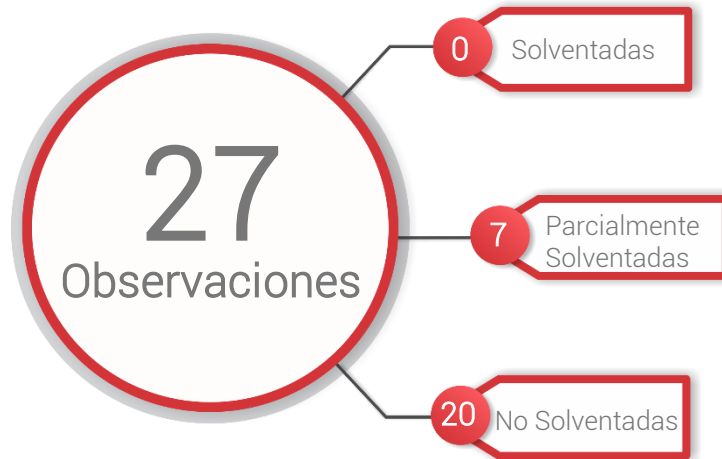 27
Observaciones
0
Solventadas
7
Parcialmente
Solventadas
20
No Solventadas